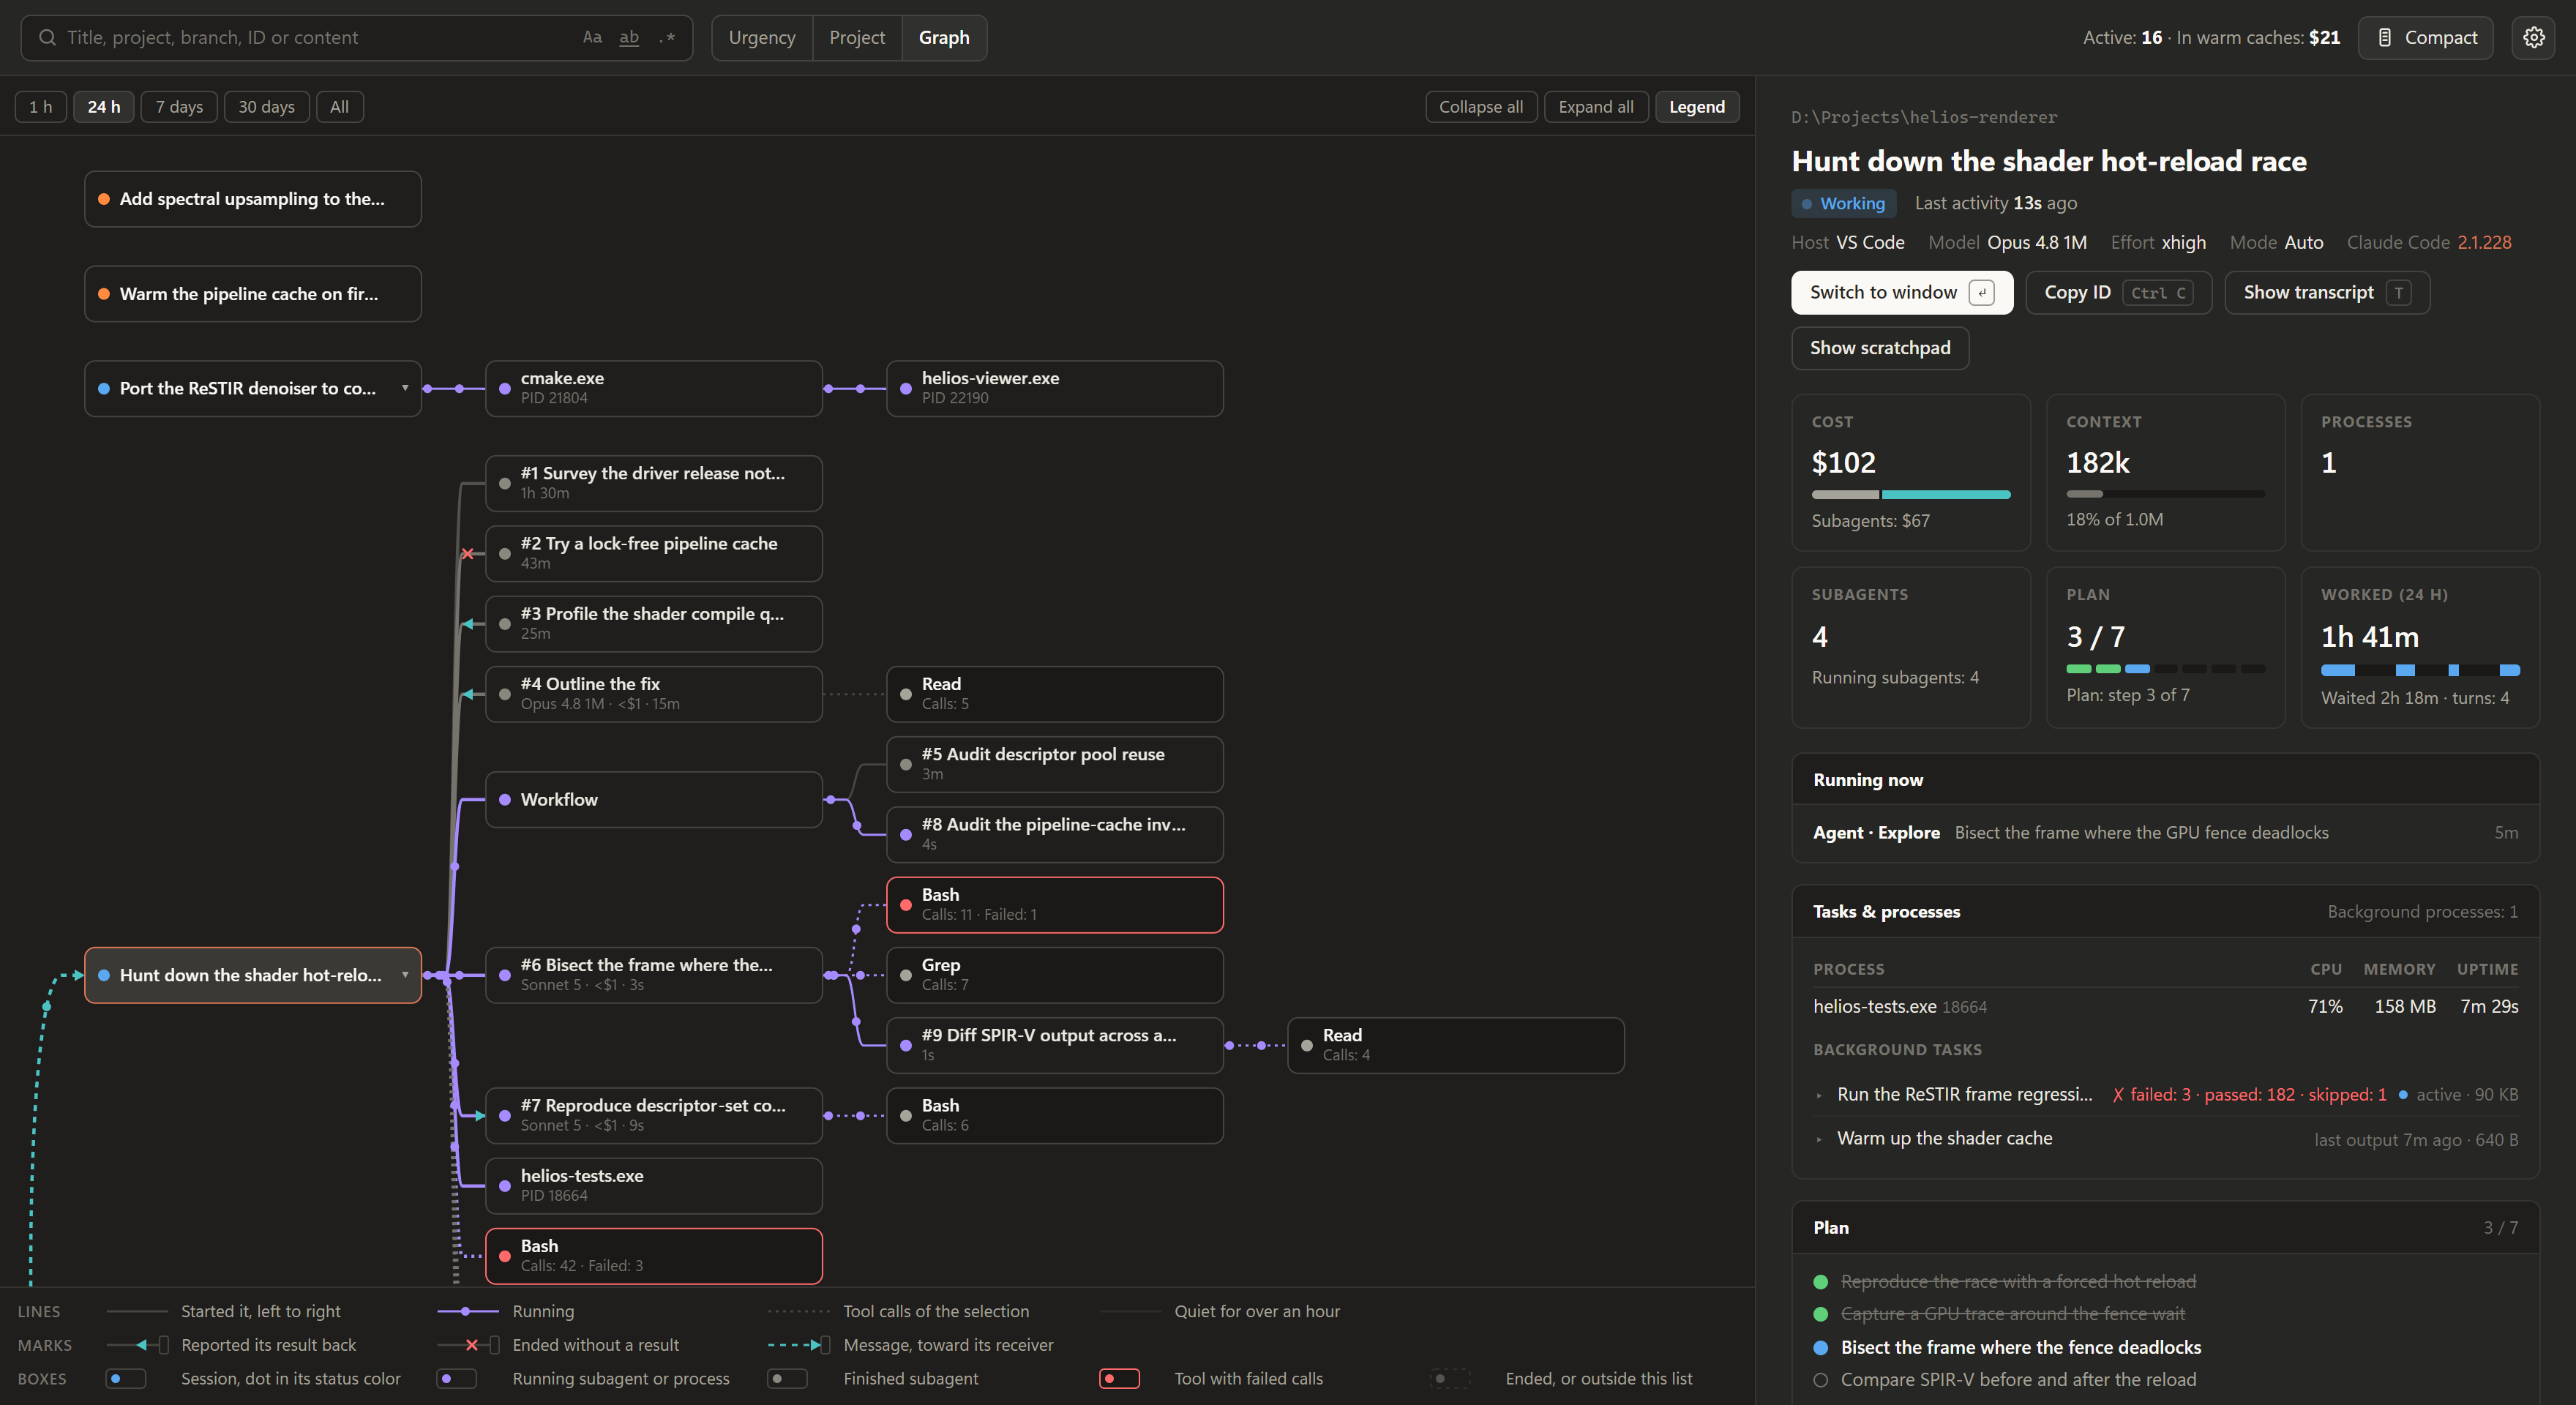 Title, project, branch, ID or content
Aa ab .*
Urgency Project Graph
Active: 16 · In warm caches: $21
Compact
1 h 24 h 7 days 30 days All
Collapse all Expand all Legend
Add spectral upsampling to the...
Warm the pipeline cache on fir...
Port the ReSTIR denoiser to co...
cmake.exe
PID 21804
helios-viewer.exe
PID 22190
#1 Survey the driver release not...
1h 30m
#2 Try a lock-free pipeline cache
43m
#3 Profile the shader compile q...
25m
#4 Outline the fix
Opus 4.8 1M · <$1 · 15m
Read
Calls: 5
Workflow
#5 Audit descriptor pool reuse
3m
#8 Audit the pipeline-cache inv...
4s
Bash
Calls: 11 · Failed: 1
Hunt down the shader hot-relo...
#6 Bisect the frame where the...
Sonnet 5 · <$1 · 3s
Grep
Calls: 7
#9 Diff SPIR-V output across a...
1s
Read
Calls: 4
#7 Reproduce descriptor-set co...
Sonnet 5 · <$1 · 9s
Bash
Calls: 6
helios-tests.exe
PID 18664
Bash
Calls: 42 · Failed: 3
LINES Started it, left to right Running Tool calls of the selection Quiet for over an hour
MARKS Reported its result back Ended without a result Message, toward its receiver
BOXES Session, dot in its status color Running subagent or process Finished subagent Tool with failed calls Ended, or outside this list
D:\Projects\helios-renderer
Hunt down the shader hot-reload race
Working Last activity 13s ago
Host VS Code Model Opus 4.8 1M Effort xhigh Mode Auto Claude Code 2.1.228
Switch to window ↵ Copy ID Ctrl C Show transcript T
Show scratchpad
COST
$102
Subagents: $67
CONTEXT
182k
18% of 1.0M
PROCESSES
1
SUBAGENTS
4
Running subagents: 4
PLAN
3 / 7
Plan: step 3 of 7
WORKED (24 H)
1h 41m
Waited 2h 18m · turns: 4
Running now
Agent · Explore Bisect the frame where the GPU fence deadlocks 5m
Tasks & processes Background processes: 1
PROCESS CPU MEMORY UPTIME
helios-tests.exe 18664 71% 158 MB 7m 29s
BACKGROUND TASKS
Run the ReSTIR frame regressi... ✗ failed: 3 · passed: 182 · skipped: 1 active · 90 KB
Warm up the shader cache last output 7m ago · 640 B
Plan 3 / 7
Reproduce the race with a forced hot reload
Capture a GPU trace around the fence wait
Bisect the frame where the fence deadlocks
Compare SPIR-V before and after the reload